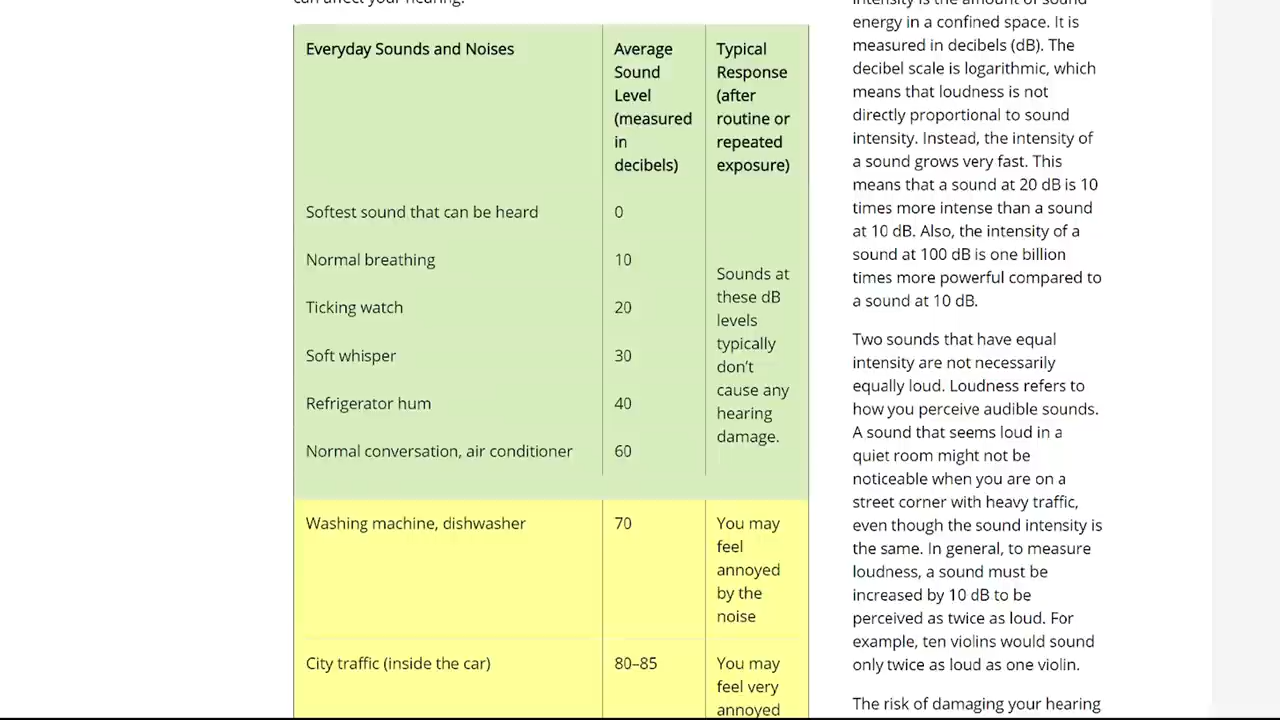 can affect your hearing.
Everyday Sounds and Noises
Average
Sound
Level
(measured
in
decibels)
Typical
Response
(after
routine or
repeated
exposure)
Softest sound that can be heard
0
Normal breathing
10
Ticking watch
20
Soft whisper
30
Refrigerator hum
40
Normal conversation, air conditioner
60
Sounds at
these dB
levels
typically
don’t
cause any
hearing
damage.
Washing machine, dishwasher
70
You may
feel
annoyed
by the
noise
City traffic (inside the car)
80–85
You may
feel very
annoyed
intensity is the amount of sound
energy in a confined space. It is
measured in decibels (dB). The
decibel scale is logarithmic, which
means that loudness is not
directly proportional to sound
intensity. Instead, the intensity of
a sound grows very fast. This
means that a sound at 20 dB is 10
times more intense than a sound
at 10 dB. Also, the intensity of a
sound at 100 dB is one billion
times more powerful compared to
a sound at 10 dB.
Two sounds that have equal
intensity are not necessarily
equally loud. Loudness refers to
how you perceive audible sounds.
A sound that seems loud in a
quiet room might not be
noticeable when you are on a
street corner with heavy traffic,
even though the sound intensity is
the same. In general, to measure
loudness, a sound must be
increased by 10 dB to be
perceived as twice as loud. For
example, ten violins would sound
only twice as loud as one violin.
The risk of damaging your hearing